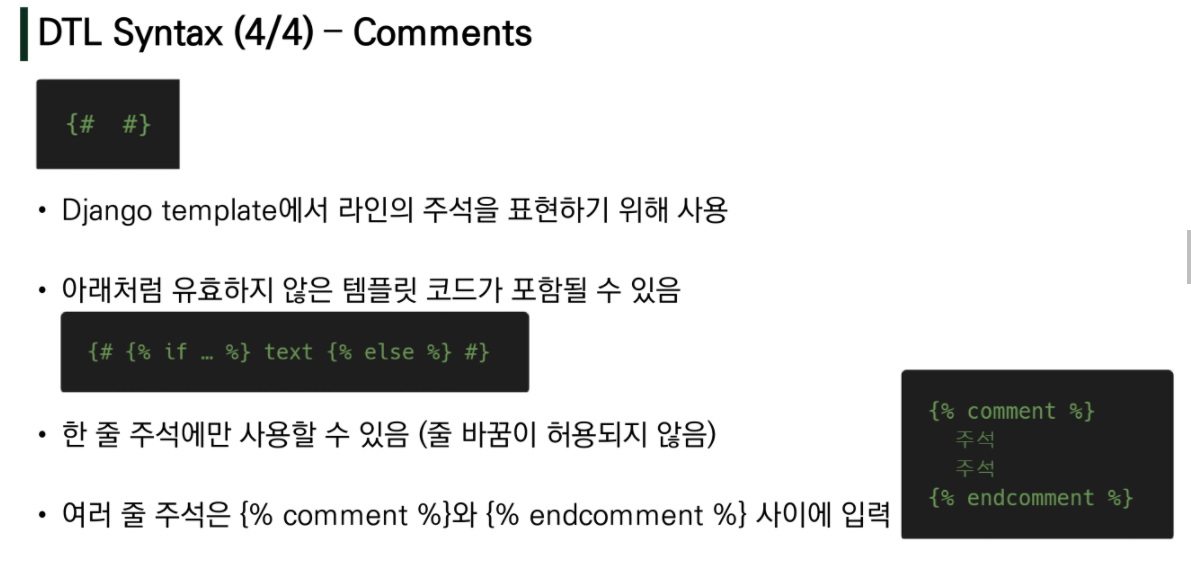 DTL Syntax (4/4) – Comments
{#  #}
• Django template에서 라인의 주석을 표현하기 위해 사용
• 아래처럼 유효하지 않은 템플릿 코드가 포함될 수 있음
{# {% if … %} text {% else %} #}
• 한 줄 주석에만 사용할 수 있음 (줄 바꿈이 허용되지 않음)
• 여러 줄 주석은 {% comment %}와 {% endcomment %} 사이에 입력
{% comment %}
주석
주석
{% endcomment %}